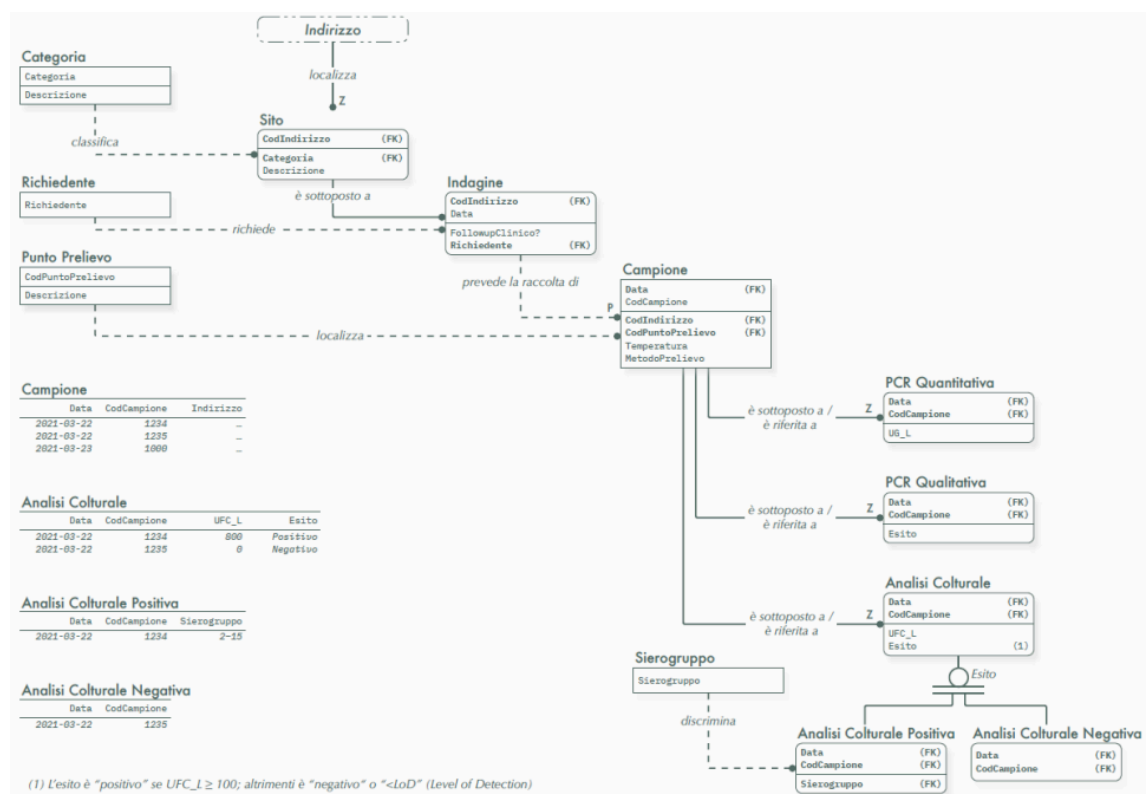 Indirizzo
Categoria
Categoria
Descrizione
localizza
Z
Sito
CodIndirizzo (FK)
Categoria (FK)
Descrizione
classifica
Richiedente
Richiedente
è sottoposto a
Indagine
CodIndirizzo (FK)
Data
FollowupClinico?
Richiedente (FK)
richiede
Punto Prelievo
CodPuntoPrelievo
Descrizione
prevede la raccolta di
P
localizza
Campione
Data (FK)
CodCampione
CodIndirizzo (FK)
CodPuntoPrelievo (FK)
Temperatura
MetodoPrelievo
Campione
Data CodCampione Indirizzo
2021-03-22 1234 …
2021-03-22 1235 …
2021-03-23 1000 …
PCR Quantitativa
Data (FK)
CodCampione (FK)
UG_L
è sottoposto a /
è riferita a
Z
PCR Qualitativa
Data (FK)
CodCampione (FK)
Esito
è sottoposto a /
è riferita a
Z
Analisi Colturale
Data CodCampione UFC_L Esito
2021-03-22 1234 800 Positivo
2021-03-22 1235 0 Negativo
Analisi Colturale
Data (FK)
CodCampione (FK)
UFC_L
Esito (1)
è sottoposto a /
è riferita a
Z
Esito
Analisi Colturale Positiva
Data CodCampione Sierogruppo
2021-03-22 1234 2-15
Sierogruppo
Sierogruppo
discrimina
Analisi Colturale Negativa
Data CodCampione
2021-03-22 1235
Analisi Colturale Positiva
Data (FK)
CodCampione (FK)
Sierogruppo (FK)
Analisi Colturale Negativa
Data (FK)
CodCampione (FK)
(1) L'esito è "positivo" se UFC_L ≥ 100; altrimenti è "negativo" o "<LoD" (Level of Detection)